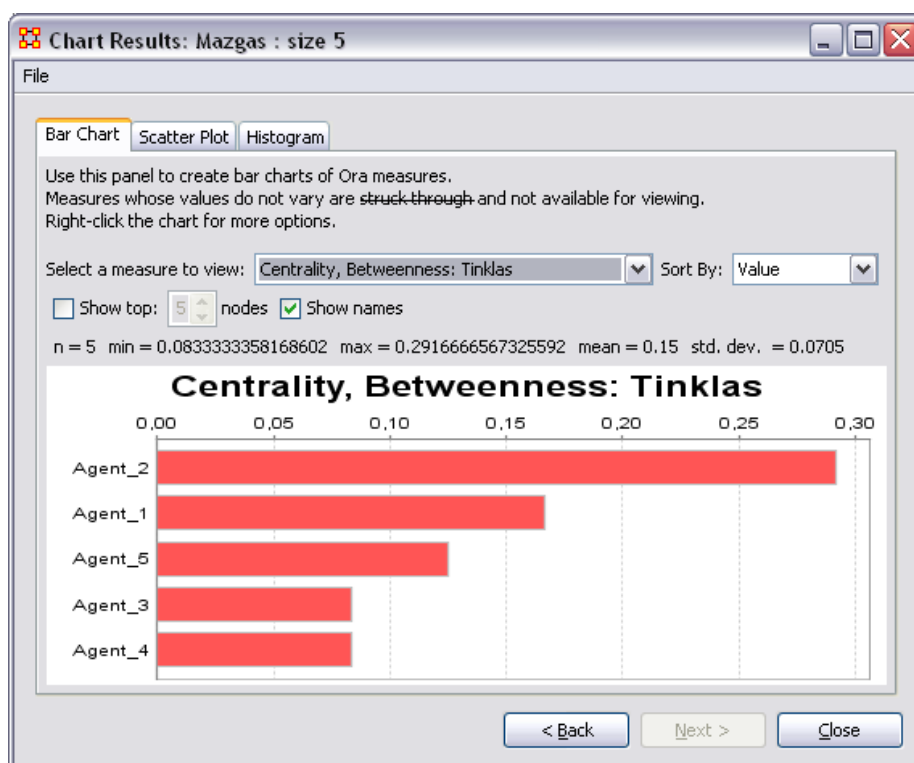 Chart Results: Mazgas : size 5
File
Bar Chart Scatter Plot Histogram
Use this panel to create bar charts of Ora measures.
Measures whose values do not vary are struck through and not available for viewing.
Right-click the chart for more options.
Select a measure to view: Centrality, Betweenness: Tinklas Sort By: Value
Show top: 5 nodes Show names
n = 5 min = 0.0833333358168602 max = 0.2916666567325592 mean = 0.15 std. dev. = 0.0705
Centrality, Betweenness: Tinklas
0,00 0,05 0,10 0,15 0,20 0,25 0,30
Agent_2
Agent_1
Agent_5
Agent_3
Agent_4
< Back Next > Close